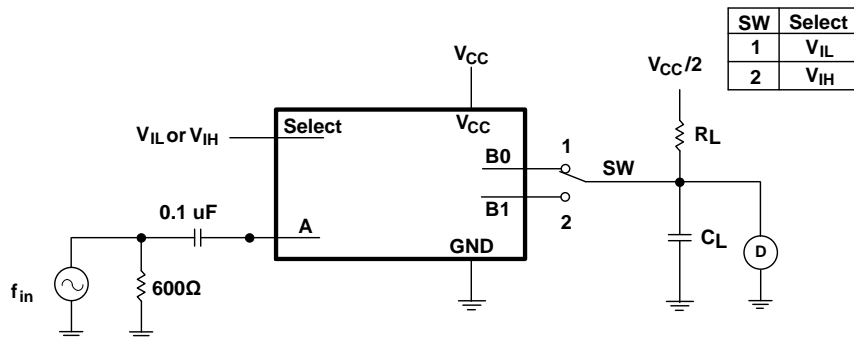 SW Select
1 VIL
2 VIH
VCC
VCC/2
VIL or VIH
Select
VCC
RL
B0
1
SW
B1
2
0.1 uF
A
GND
CL
D
fin
600Ω